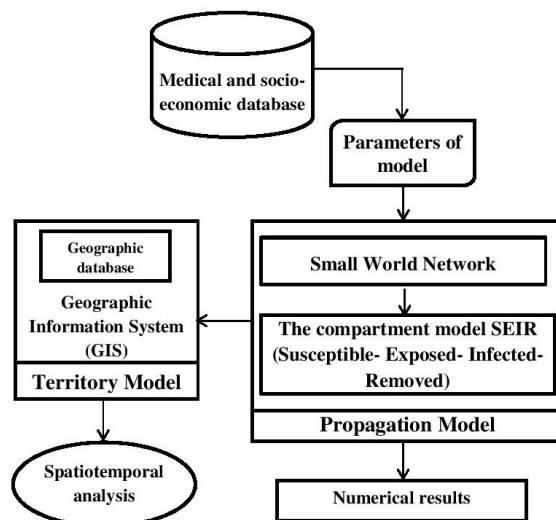 Medical and socio-
economic database
Parameters of
model
Geographic
database
Geographic
Information System
(GIS)
Territory Model
Spatiotemporal
analysis
Small World Network
The compartment model SEIR
(Susceptible- Exposed- Infected-
Removed)
Propagation Model
Numerical results